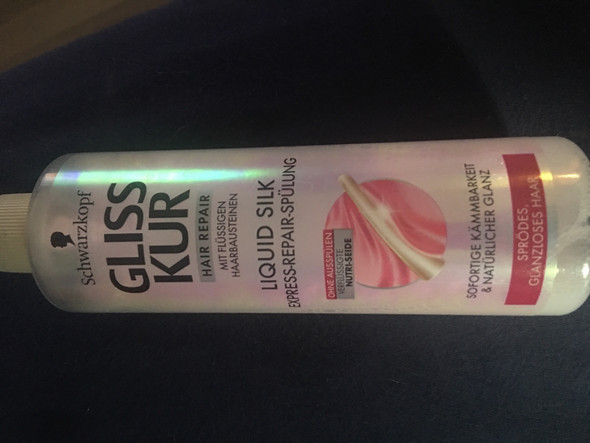 Schwarzkopf
GLISS
KUR
HAIR REPAIR
MIT FLÜSSIGEN
HAARBAUSTEINEN
LIQUID SILK
EXPRESS-REPAIR-SPÜLUNG
OHNE AUSSPÜLEN
VERFLÜSSIGTE
NUTRI-SEIDE
SOFORTIGE KÄMMBARKEIT
& NATÜRLICHER GLANZ
SPRÖDES,
GLANZLOSES HAAR